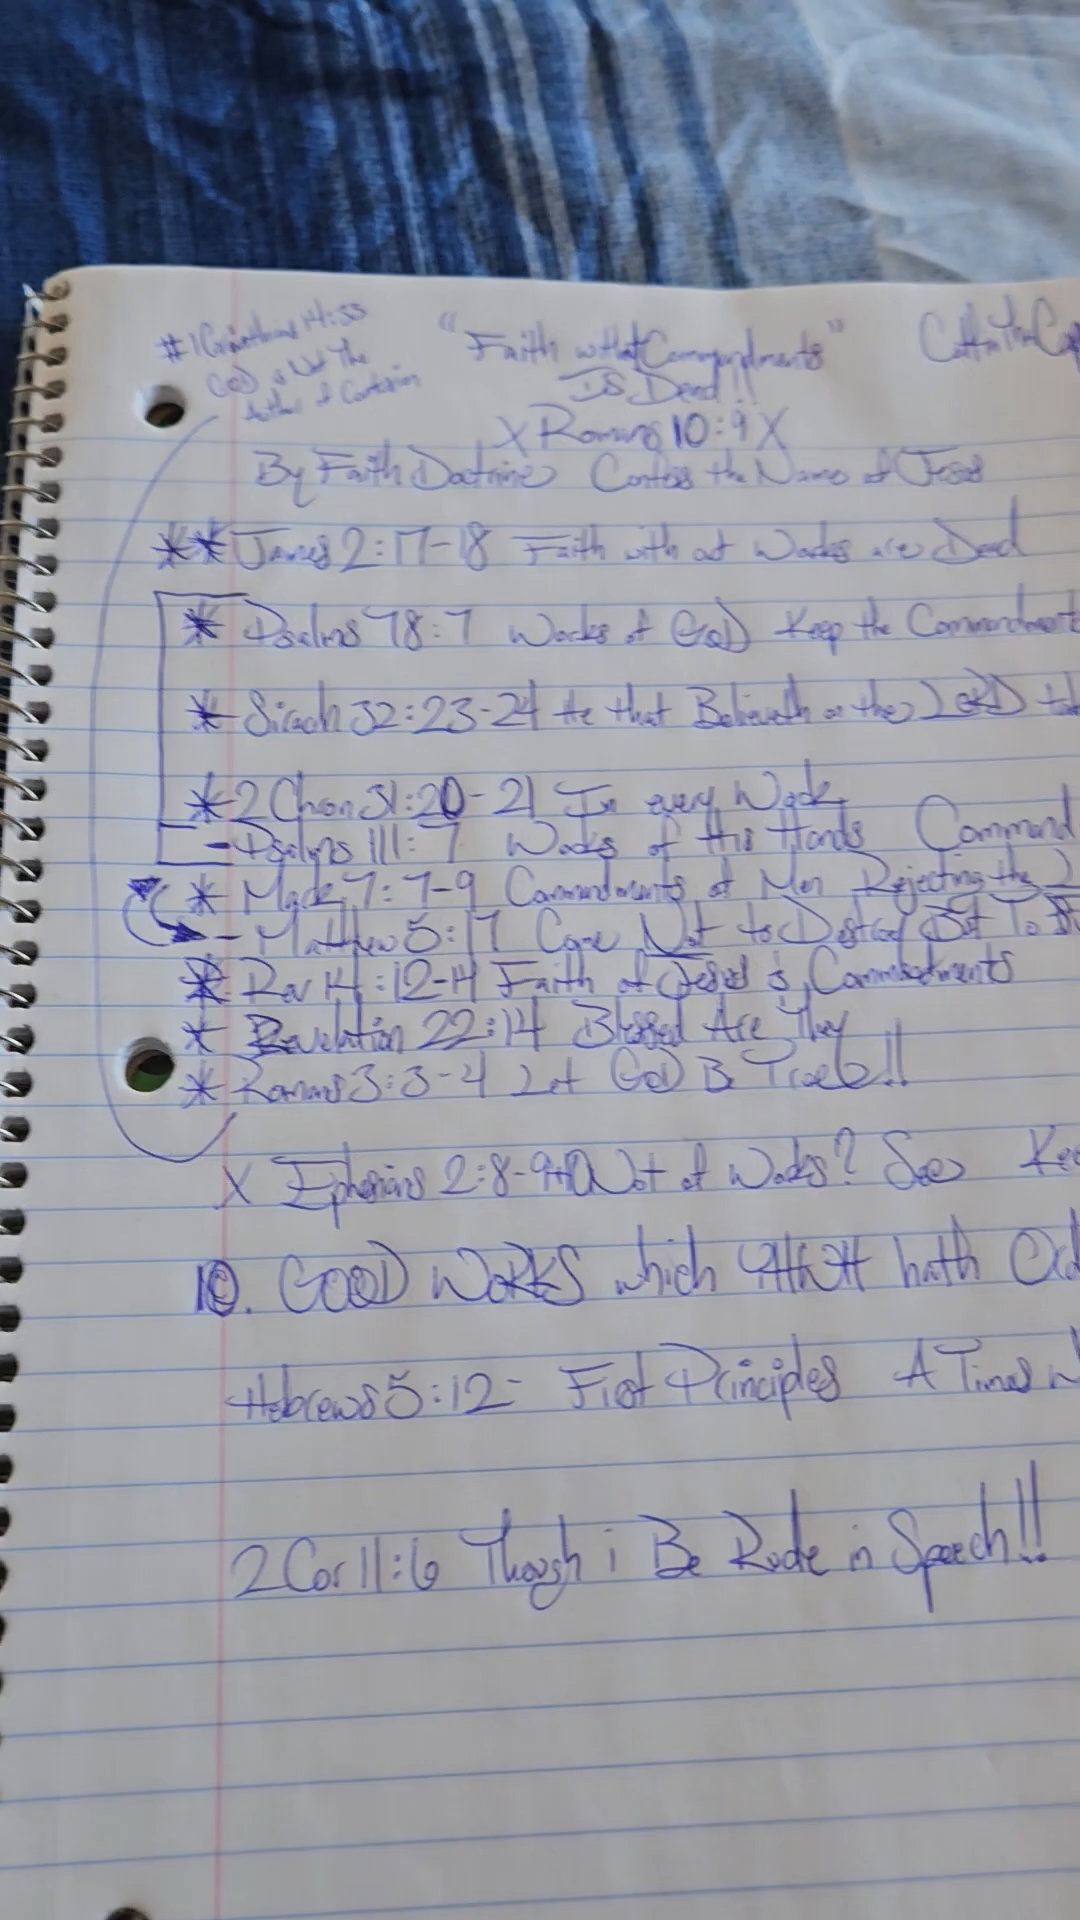 #1 Corinthians 14:33
GOD is Not The
Author of
"Faith without Commandments"
IS Dead!!
X Romans 10:9 X
By Faith Doctrine Confess the Name of Jesus
** James 2:17-18 Faith with out Works are Dead
* Psalms 78:7 Works of GOD Keep the Commandment
* Sirach 32:23-24 He that Believeth on the LORD
* 2 Chron 31:20-21 In every Work
- Psalms 111:7 Works of His Hands Command
* Mark 7:7-9 Commandments of Men Rejecting the
- Matthew 5:17 Came Not to Destroy But To
* Rev 14:12-14 Faith of Jesus & Commandments
* Revelation 22:14 Blessed Are They
* Romans 3:3-4 Let GOD Be True!!
X Ephesians 2:8-9 Not of Works? See
10. GOOD WORKS which hath
Hebrews 5:12- First Principles A Time
2 Cor 11:6 Though i Be Rude in Speech!!